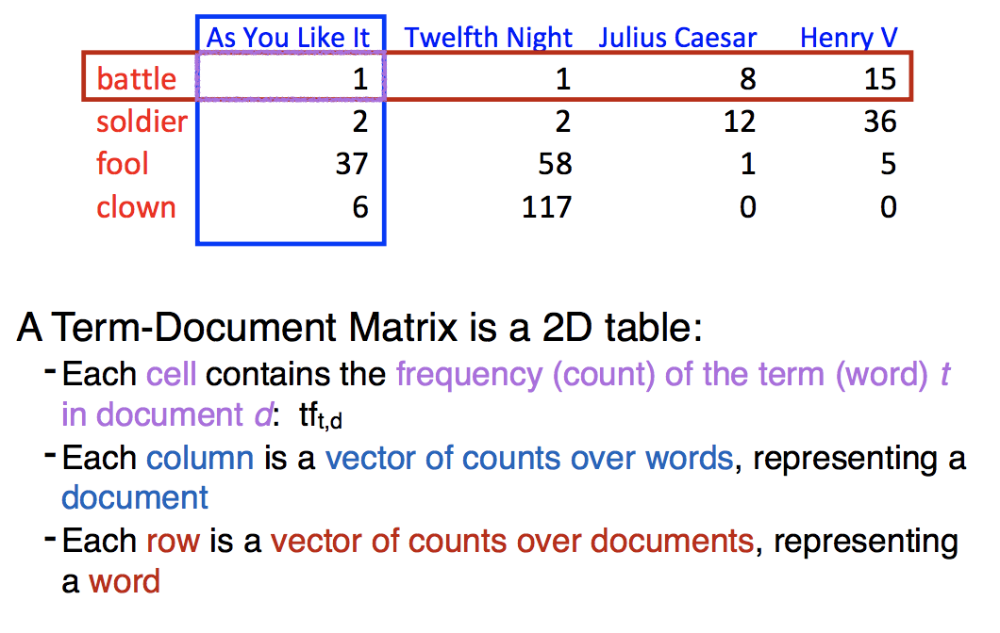 As You Like It Twelfth Night Julius Caesar Henry V
battle 1 1 8 15
soldier 2 2 12 36
fool 37 58 1 5
clown 6 117 0 0
A Term-Document Matrix is a 2D table:
- Each cell contains the frequency (count) of the term (word) t
in document d: tft,d
- Each column is a vector of counts over words, representing a
document
- Each row is a vector of counts over documents, representing
a word